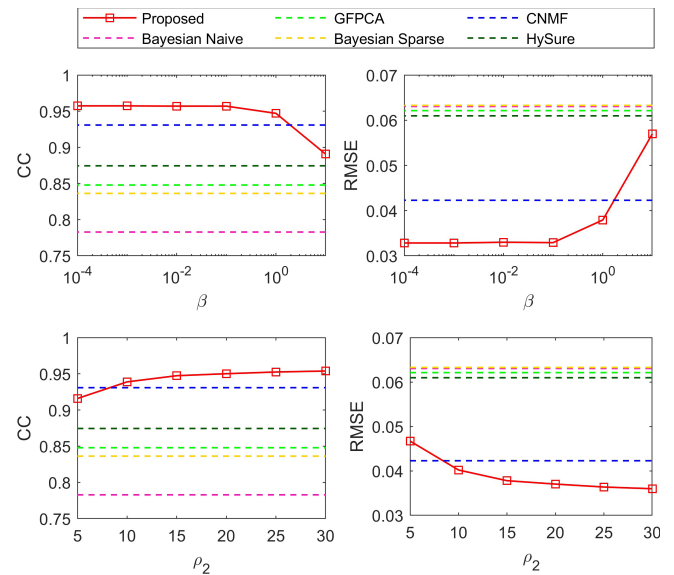 Proposed GFPCA CNMF
Bayesian Naive Bayesian Sparse HySure
1
0.95
0.9
0.85
0.8
0.75
CC
10⁻⁴ 10⁻² 10⁰
β
0.07
0.06
0.05
0.04
0.03
RMSE
10⁻⁴ 10⁻² 10⁰
β
1
0.95
0.9
0.85
0.8
0.75
CC
5 10 15 20 25 30
ρ₂
0.07
0.06
0.05
0.04
0.03
RMSE
5 10 15 20 25 30
ρ₂